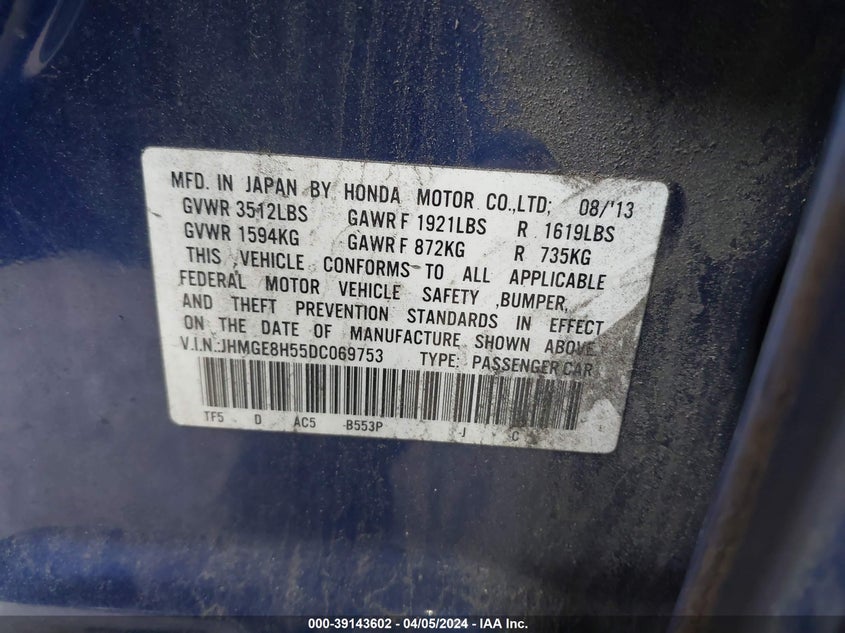 MFD. IN JAPAN BY HONDA MOTOR CO.,LTD; 08/'13
GVWR 3512LBS GAWR F 1921LBS R 1619LBS
GVWR 1594KG GAWR F 872KG R 735KG
THIS VEHICLE CONFORMS TO ALL APPLICABLE
FEDERAL MOTOR VEHICLE SAFETY ,BUMPER,
AND THEFT PREVENTION STANDARDS IN EFFECT
ON THE DATE OF MANUFACTURE SHOWN ABOVE.
V.I.N.:JHMGE8H55DC069753 TYPE: PASSENGER CAR
TF5 D AC5 -B553P -J C
000-39143602 - 04/05/2024 - IAA Inc.